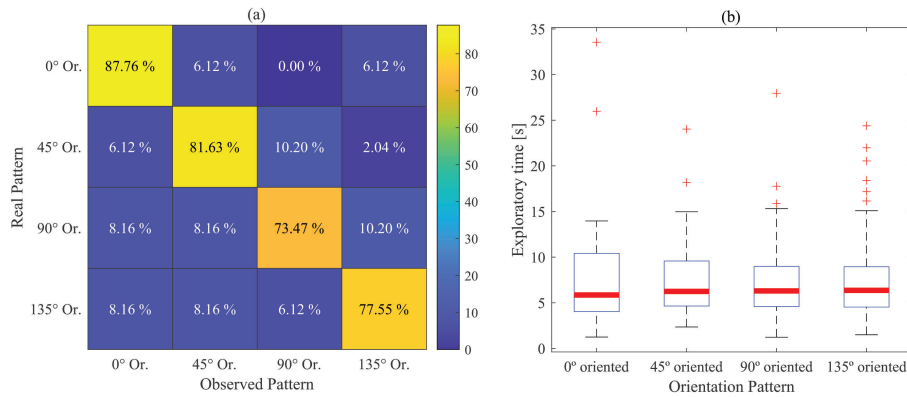 (a)
Real Pattern
0° Or. 87.76 % 6.12 % 0.00 % 6.12 %
45° Or. 6.12 % 81.63 % 10.20 % 2.04 %
90° Or. 8.16 % 8.16 % 73.47 % 10.20 %
135° Or. 8.16 % 8.16 % 6.12 % 77.55 %
0° Or. 45° Or. 90° Or. 135° Or.
Observed Pattern
80
70
60
50
40
30
20
10
0
(b)
Exploratory time [s]
35
30
25
20
15
10
5
0
0º oriented 45º oriented 90º oriented 135º oriented
Orientation Pattern